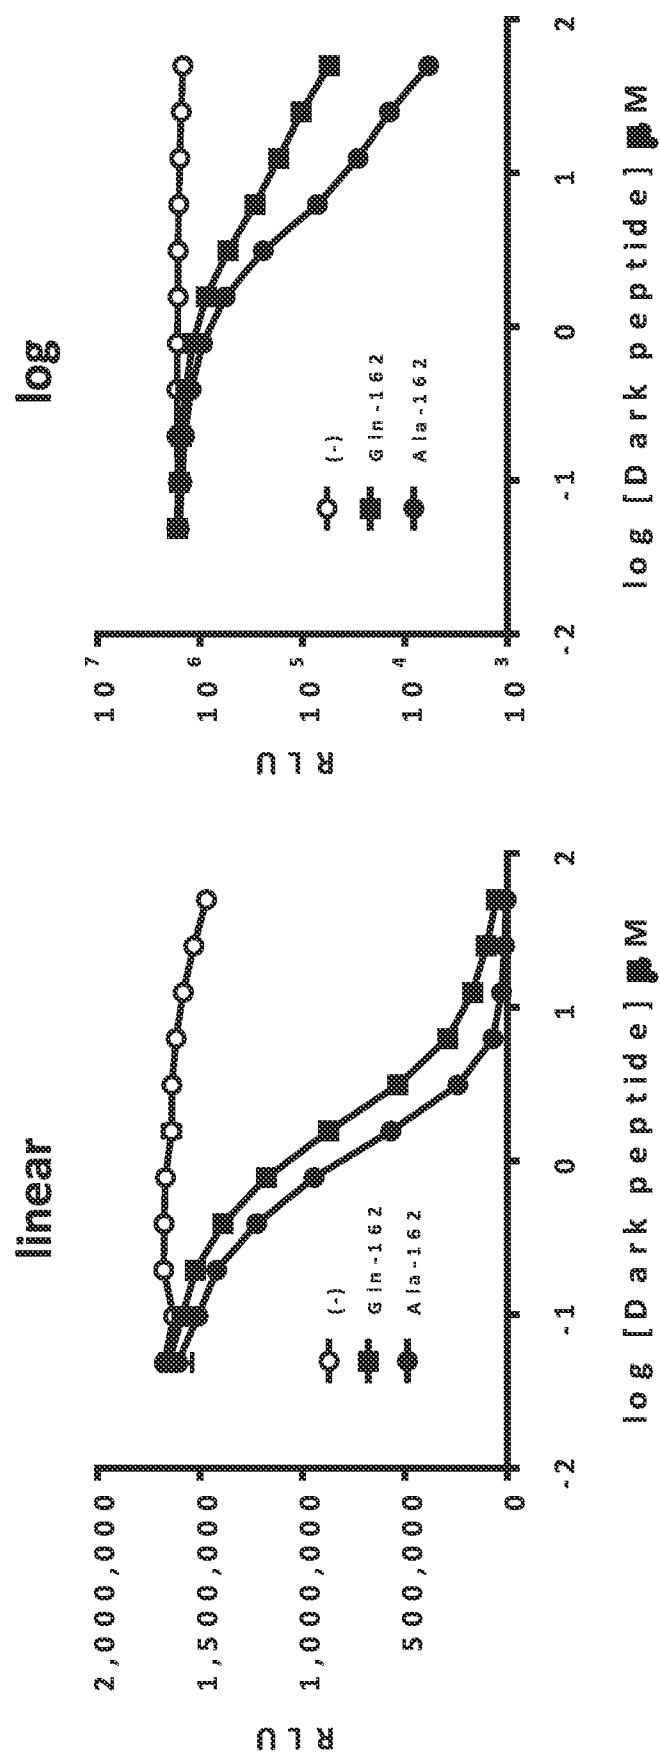 linear
RLU
2,000,000
1,500,000
1,000,000
500,000
0
(-)
Gln-162
Ala-162
-2 -1 0 1 2
log [Dark peptide] µM
log
RLU
10^7
10^6
10^5
10^4
10^3
(-)
Gln-162
Ala-162
-2 -1 0 1 2
log [Dark peptide] µM